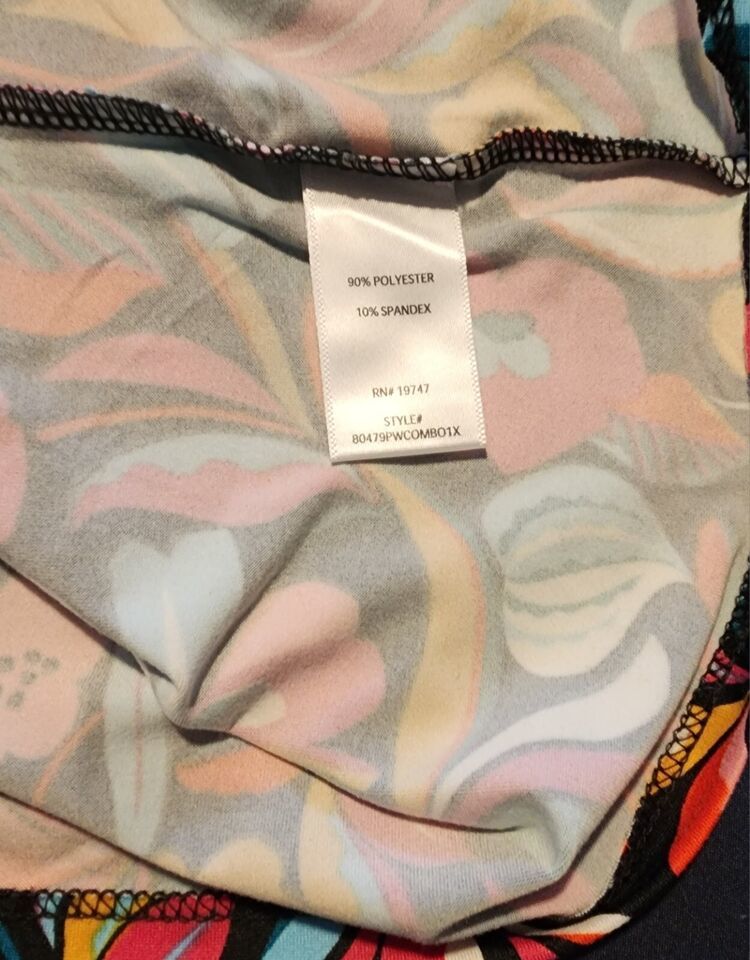 90% POLYESTER
10% SPANDEX
RN# 19747
STYLE#
80479PWCOMBO1X